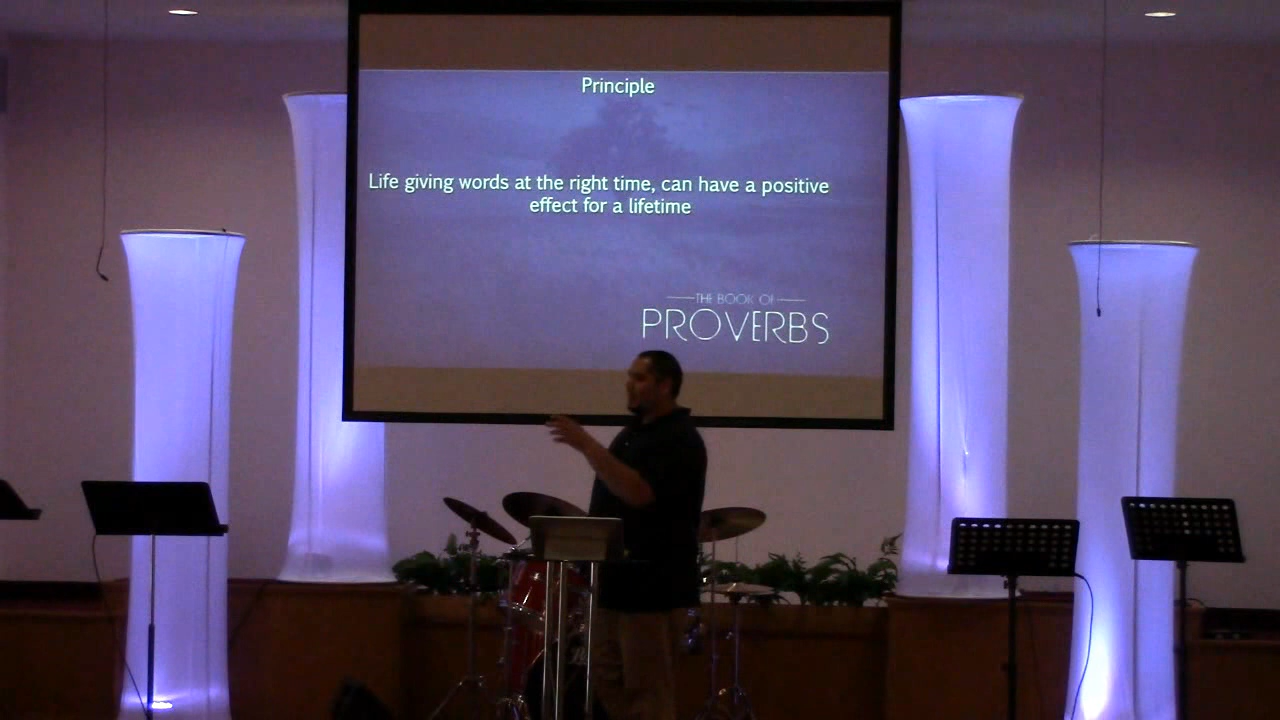 Principle
Life giving words at the right time, can have a positive
effect for a lifetime
THE BOOK OF
PROVERBS